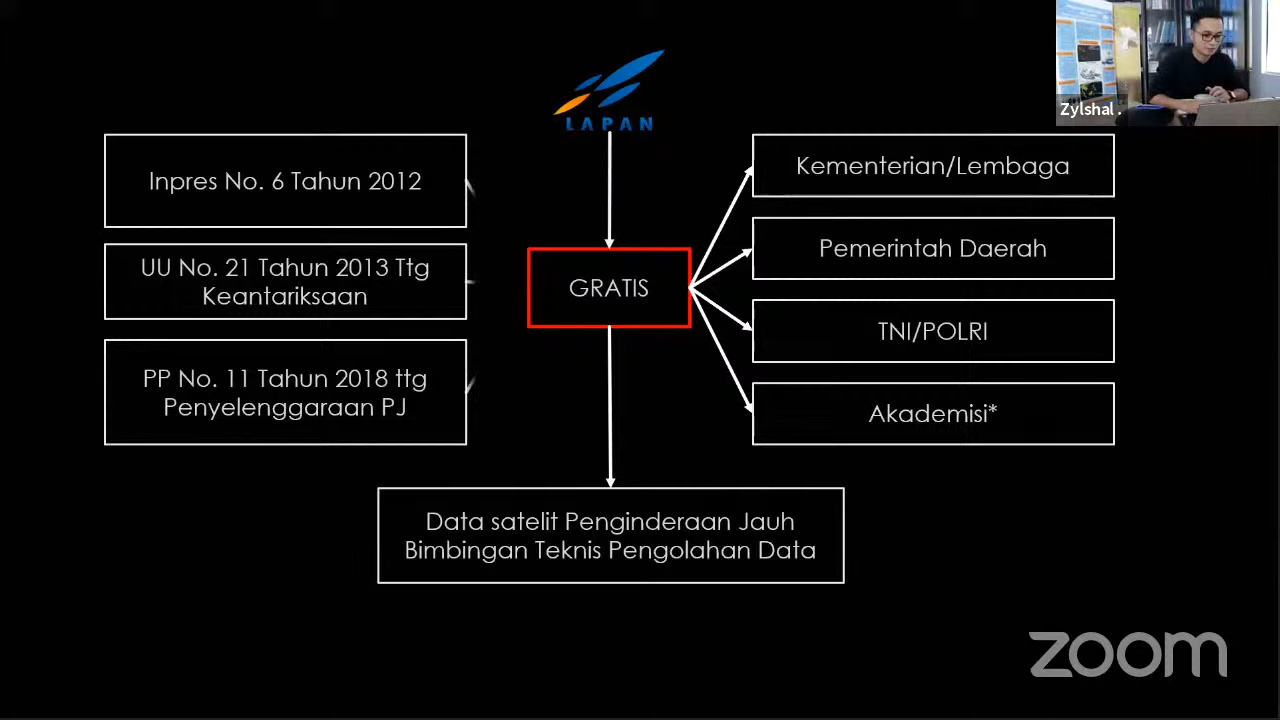 LAPAN
Zylshal .
Inpres No. 6 Tahun 2012
UU No. 21 Tahun 2013 Ttg
Keantariksaan
PP No. 11 Tahun 2018 ttg
Penyelenggaraan PJ
GRATIS
Kementerian/Lembaga
Pemerintah Daerah
TNI/POLRI
Akademisi*
Data satelit Penginderaan Jauh
Bimbingan Teknis Pengolahan Data
zoom